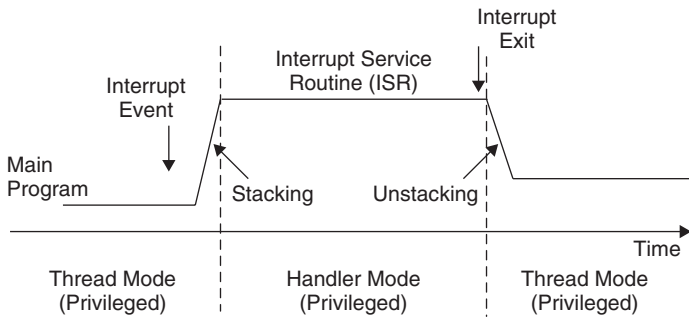 Interrupt
Exit
Interrupt Service
Routine (ISR)
Interrupt
Event
Main
Program
Stacking
Unstacking
Time
Thread Mode
(Privileged)
Handler Mode
(Privileged)
Thread Mode
(Privileged)